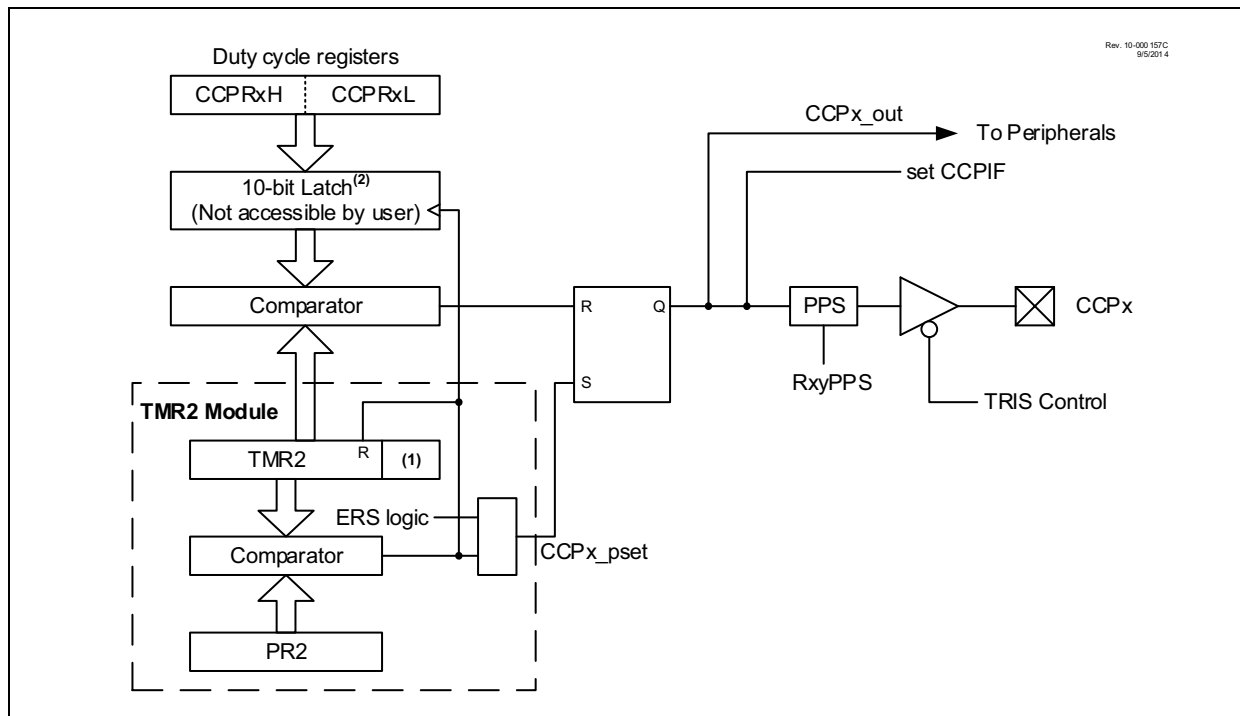 Rev. 10-000 157C
9/5/201 4
Duty cycle registers
CCPRxH CCPRxL
CCPx_out
To Peripherals
set CCPIF
10-bit Latch(2)
(Not accessible by user)
Comparator
R Q
S
PPS
CCPx
RxyPPS
TRIS Control
TMR2 Module
TMR2 R (1)
ERS logic
CCPx_pset
Comparator
PR2